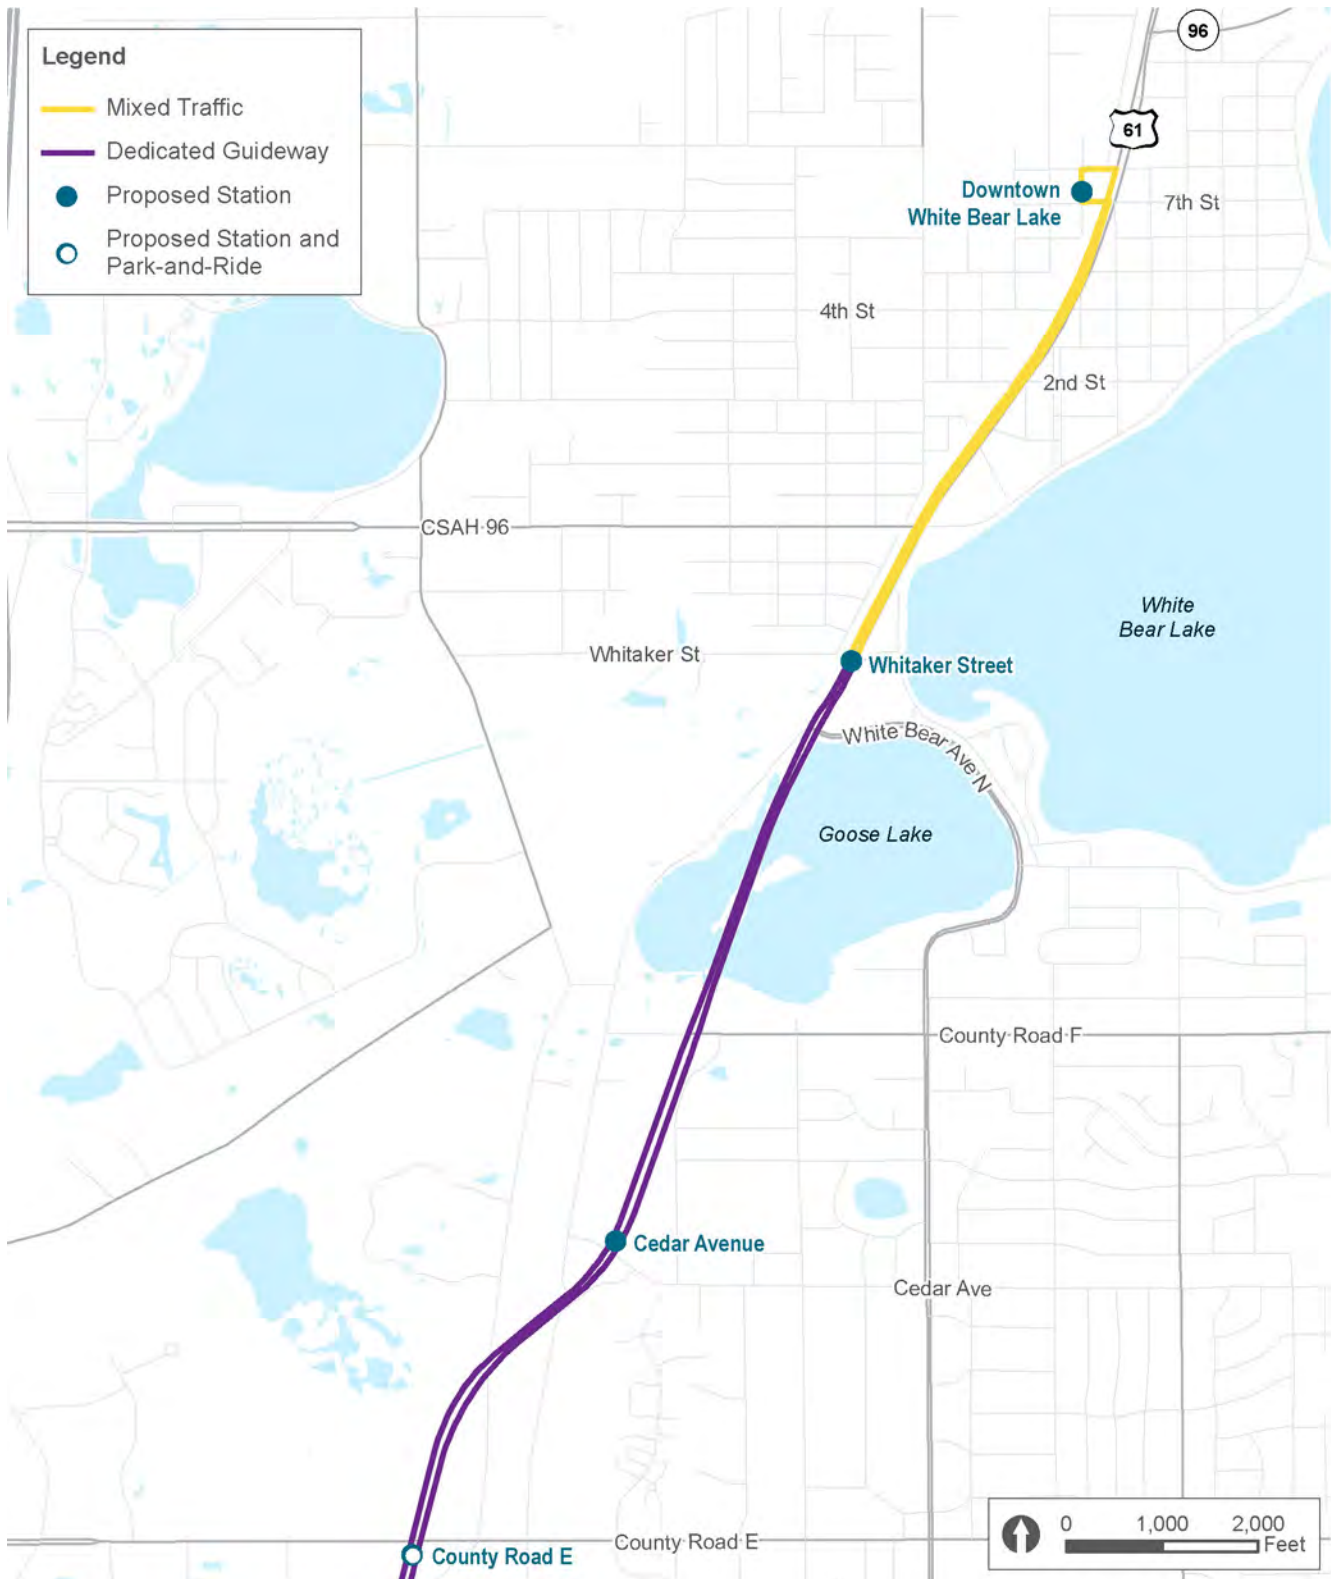 Legend
Mixed Traffic
Dedicated Guideway
Proposed Station
Proposed Station and
Park-and-Ride
96
61
Downtown
White Bear Lake
7th St
4th St
2nd St
CSAH 96
White
Bear Lake
Whitaker St
Whitaker Street
White Bear Ave N
Goose Lake
County Road F
Cedar Avenue
Cedar Ave
County Road E
County Road E
0 1,000 2,000
Feet